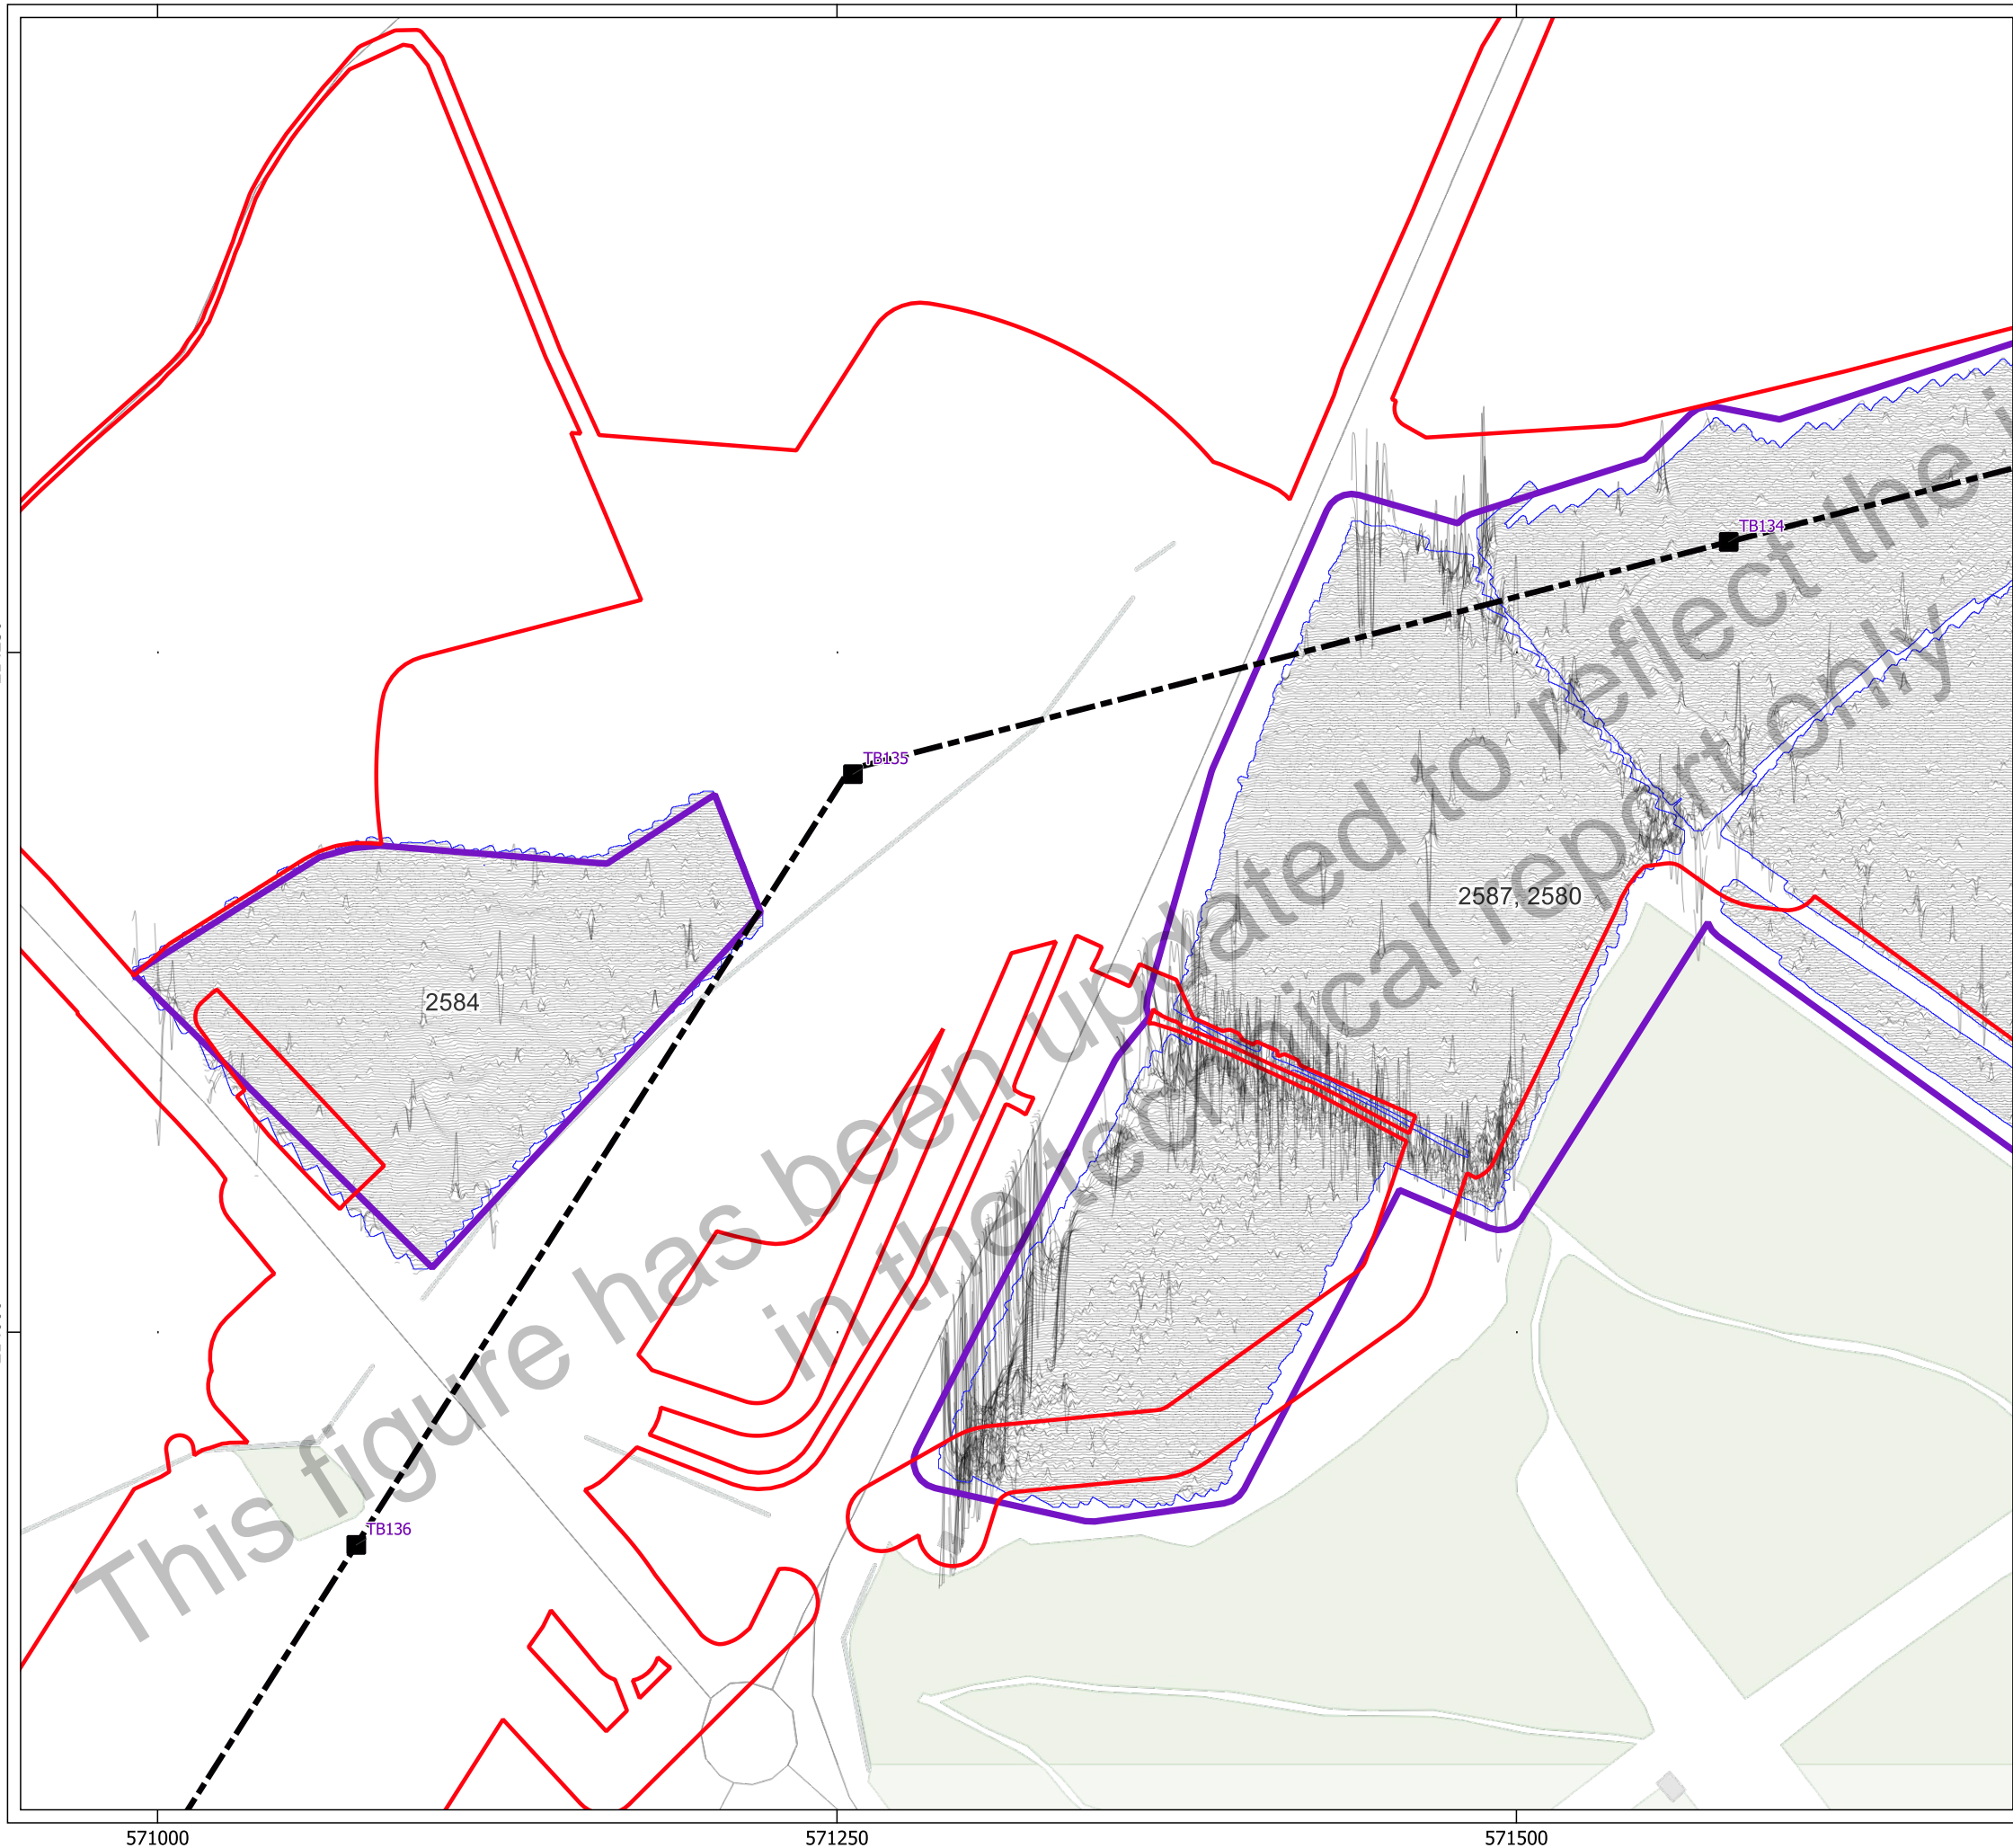 TB134
TB135
2587, 2580
2584
This figure has been updated to reflect the i
in the technical report only
TB136
571000
571250
571500